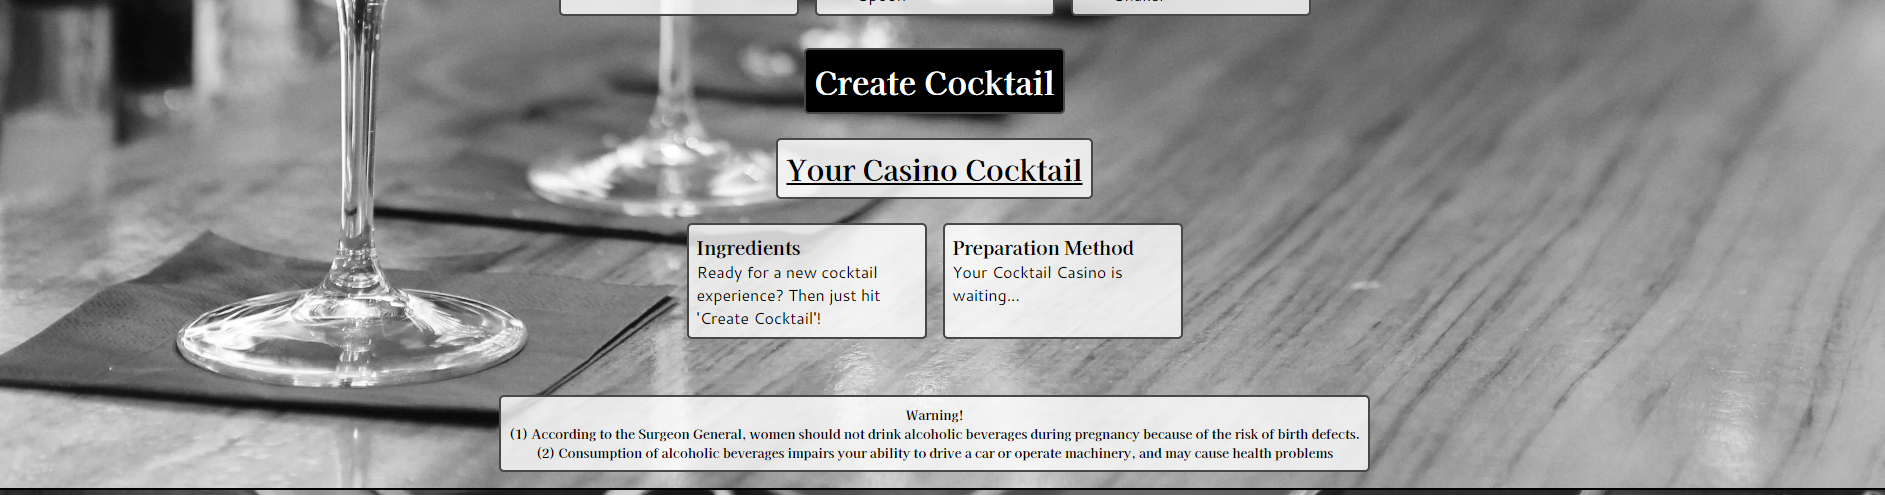 Create Cocktail
Your Casino Cocktail
Ingredients
Ready for a new cocktail
experience? Then just hit
'Create Cocktail'!
Preparation Method
Your Cocktail Casino is
waiting...
Warning!
(1) According to the Surgeon General, women should not drink alcoholic beverages during pregnancy because of the risk of birth defects.
(2) Consumption of alcoholic beverages impairs your ability to drive a car or operate machinery, and may cause health problems